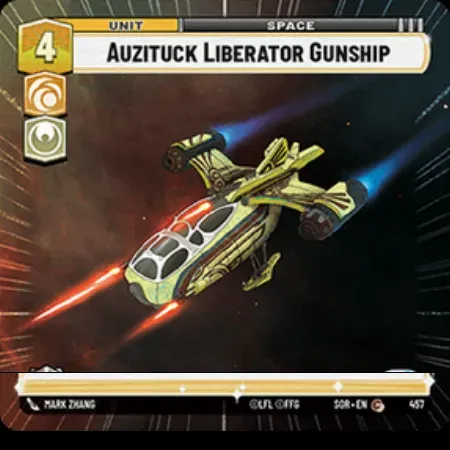 UNIT
SPACE
4
AUZITUCK LIBERATOR GUNSHIP
MARK ZHANG
©LFL ©FFG
SOR • EN C
457